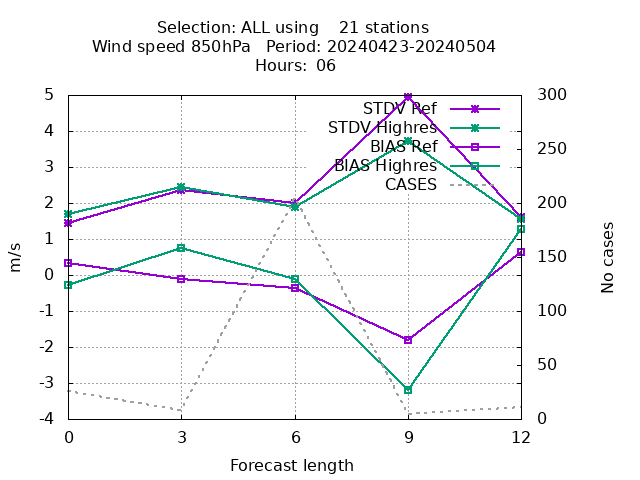 Selection: ALL using 21 stations
Wind speed 850hPa Period: 20240423-20240504
Hours: 06
5
4
3
2
1
0
-1
-2
-3
-4
300
250
200
150
100
50
0
STDV Ref
STDV Highres
BIAS Ref
BIAS Highres
CASES
m/s
No cases
0 3 6 9 12
Forecast length